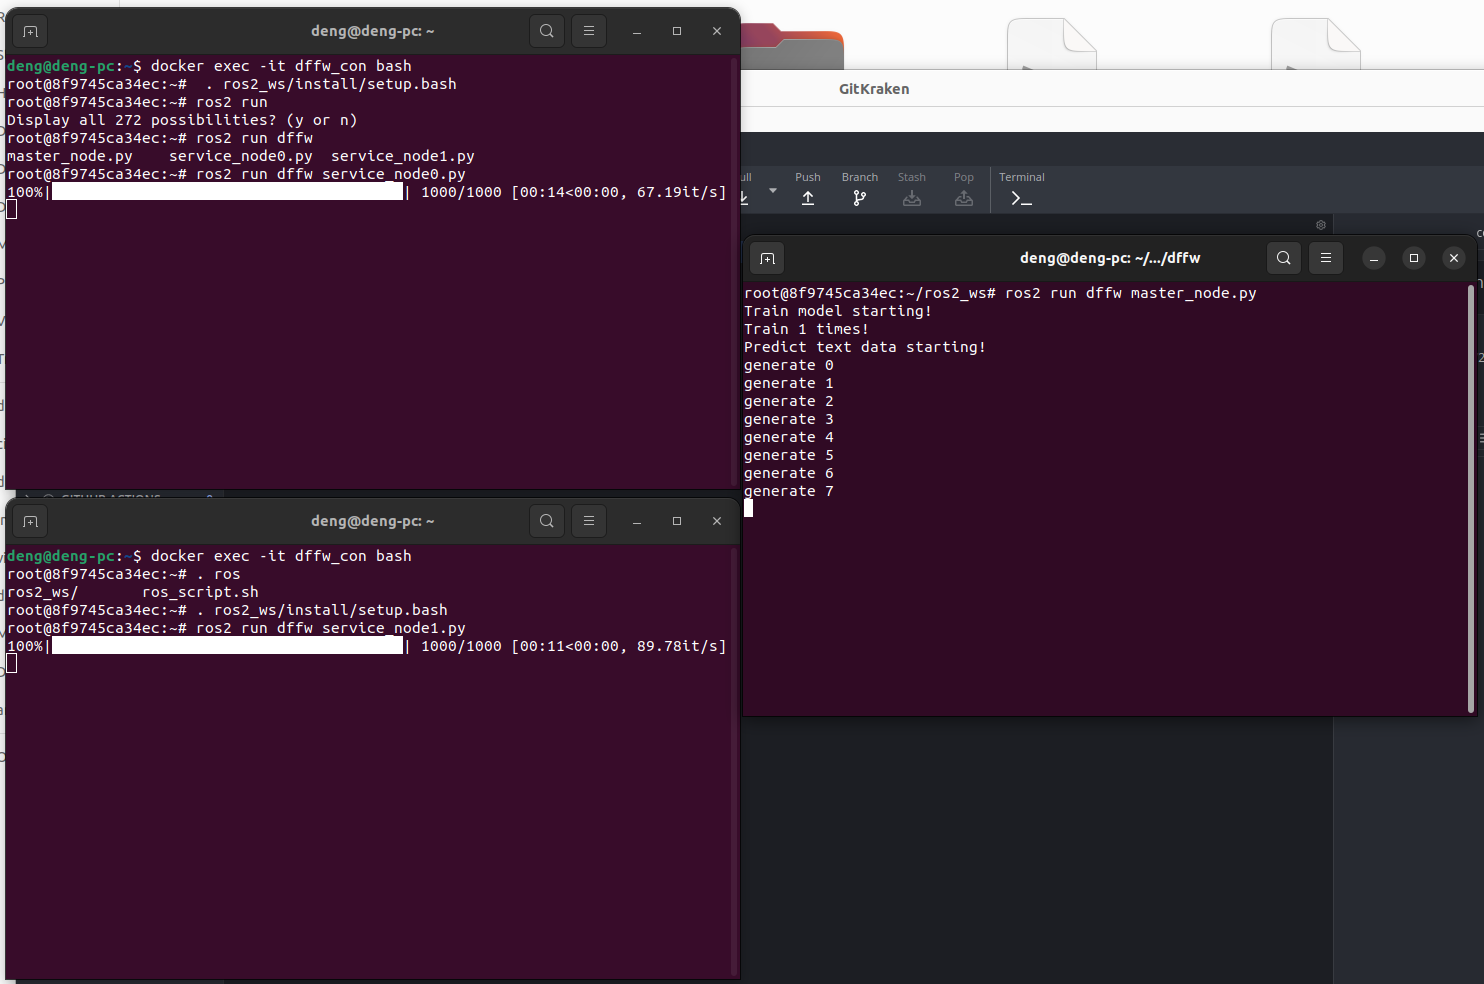 deng@deng-pc: ~
deng@deng-pc:~$ docker exec -it dffw_con bash
root@8f9745ca34ec:~#  . ros2_ws/install/setup.bash
root@8f9745ca34ec:~# ros2 run
Display all 272 possibilities? (y or n)
root@8f9745ca34ec:~# ros2 run dffw
master_node.py    service_node0.py  service_node1.py
root@8f9745ca34ec:~# ros2 run dffw service_node0.py
100%| | 1000/1000 [00:14<00:00, 67.19it/s]
GitKraken
Push Branch Stash Pop Terminal
deng@deng-pc: ~/.../dffw
root@8f9745ca34ec:~/ros2_ws# ros2 run dffw master_node.py
Train model starting!
Train 1 times!
Predict text data starting!
generate 0
generate 1
generate 2
generate 3
generate 4
generate 5
generate 6
generate 7
deng@deng-pc: ~
deng@deng-pc:~$ docker exec -it dffw_con bash
root@8f9745ca34ec:~# . ros
ros2_ws/       ros_script.sh
root@8f9745ca34ec:~# . ros2_ws/install/setup.bash
root@8f9745ca34ec:~# ros2 run dffw service_node1.py
100%| | 1000/1000 [00:11<00:00, 89.78it/s]